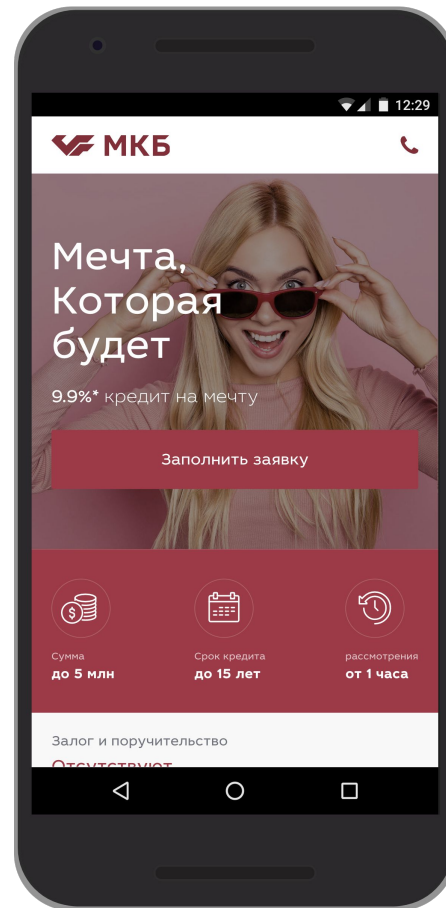 12:29
МКБ
Мечта,
Которая
будет
9.9%* кредит на мечту
Заполнить заявку
Сумма
до 5 млн
Срок кредита
до 15 лет
рассмотрения
от 1 часа
Залог и поручительство
Отсутствуют